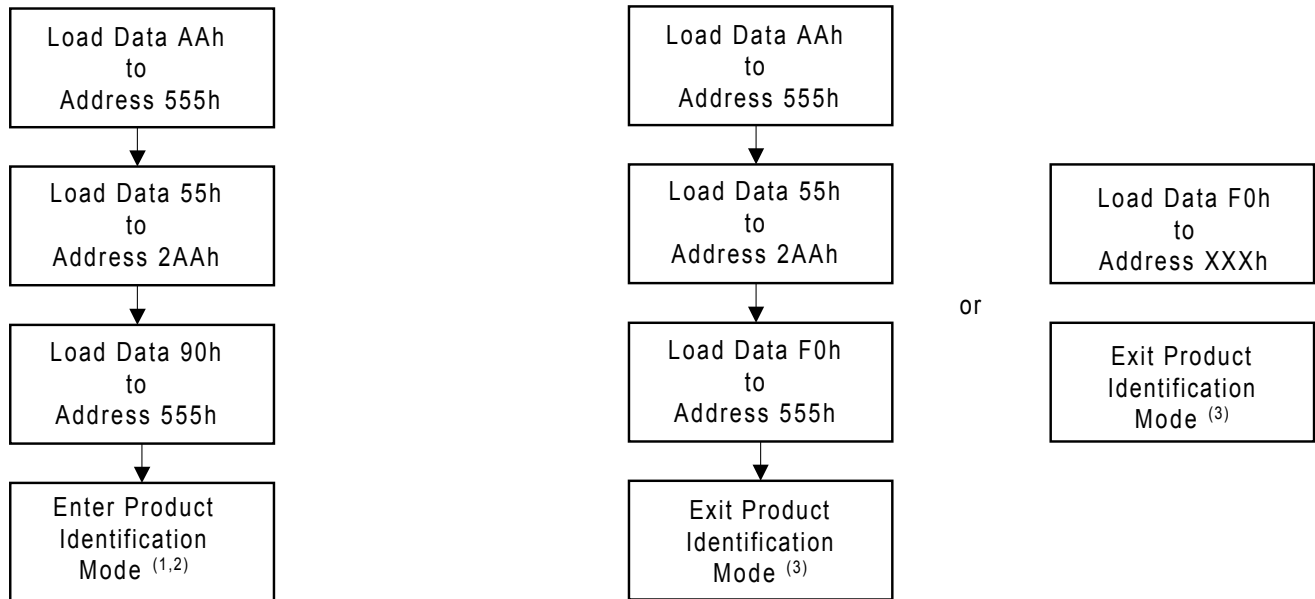 Load Data AAh
to
Address 555h
Load Data 55h
to
Address 2AAh
Load Data 90h
to
Address 555h
Enter Product
Identification
Mode (1,2)
Load Data AAh
to
Address 555h
Load Data 55h
to
Address 2AAh
Load Data F0h
to
Address 555h
Exit Product
Identification
Mode (3)
or
Load Data F0h
to
Address XXXh
Exit Product
Identification
Mode (3)